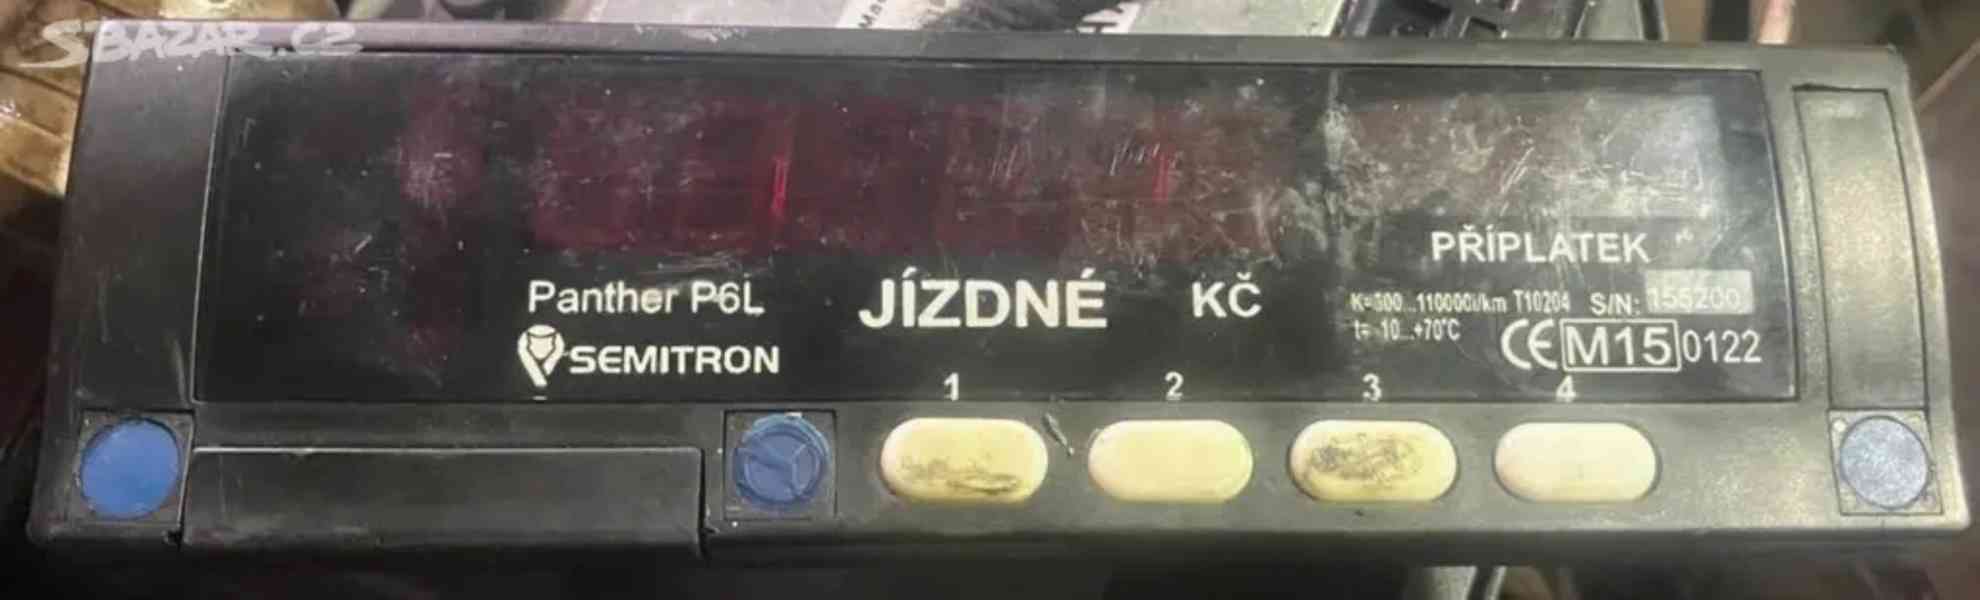 SBAZAR.CZ
PŘÍPLATEK
Panther P6L JÍZDNÉ KČ
K=300...110000i/km T10204 S/N: 155200
t= -10...+70°C
SEMITRON
CE M15 0122
1 2 3 4